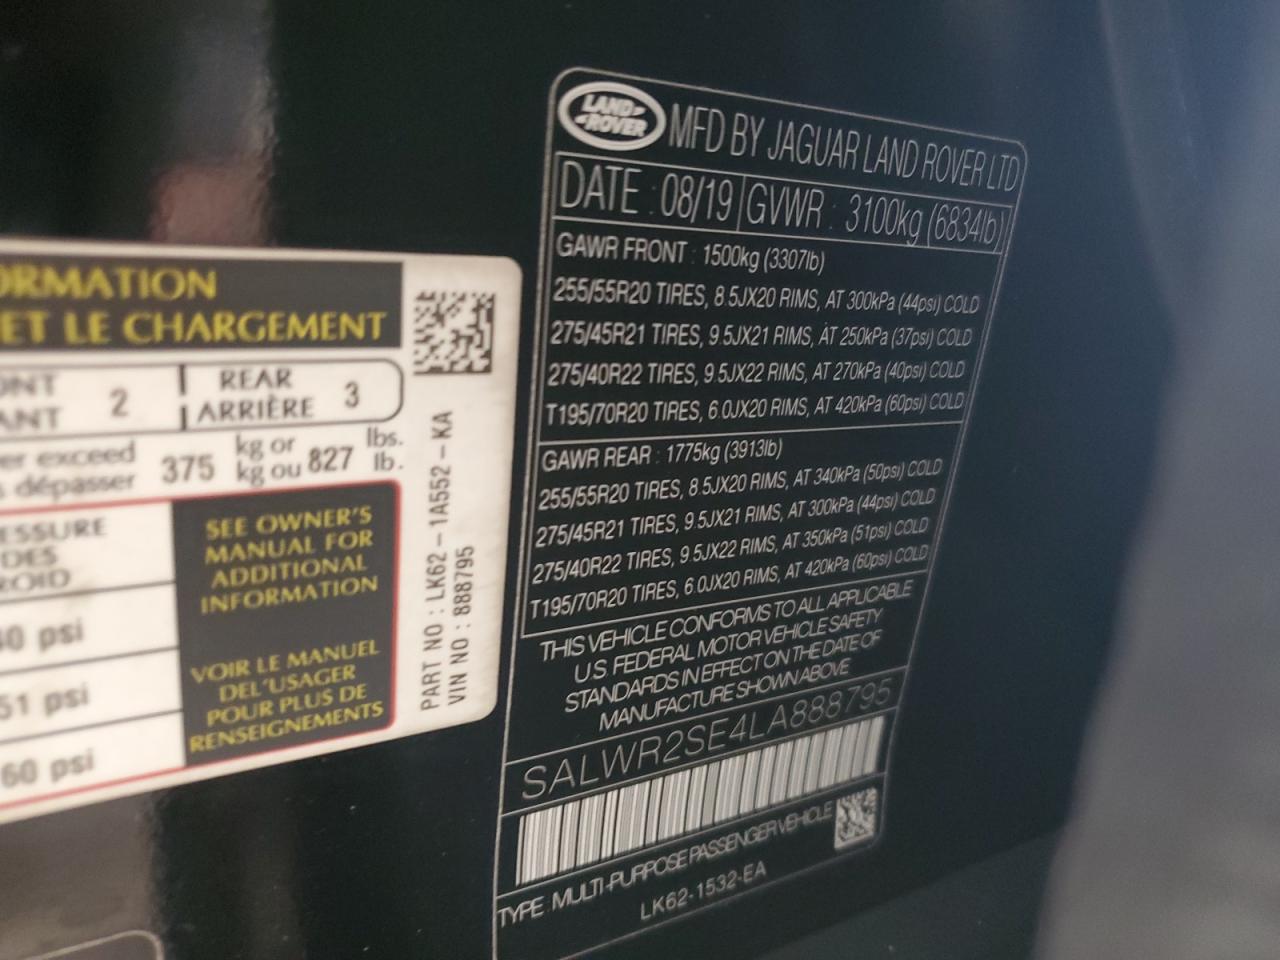 ORMATION
ET LE CHARGEMENT
2
REAR
ARRIÈRE
3
exceed
dépasser
375
kg or
kg ou
827
lbs.
lb.
DES
SEE OWNER'S
MANUAL FOR
ADDITIONAL
INFORMATION
VOIR LE MANUEL
DEL'USAGER
POUR PLUS DE
RENSEIGNEMENTS
psi
51 psi
60 psi
PART NO : LK62 -1A552 -KA
VIN NO : 888795
LAND
ROVER
MFD BY JAGUAR LAND ROVER LTD
DATE : 08/19 GVWR : 3100kg (6834lb)
GAWR FRONT : 1500kg (3307lb)
255/55R20 TIRES, 8.5JX20 RIMS, AT 300kPa (44psi) COLD
275/45R21 TIRES, 9.5JX21 RIMS, AT 250kPa (37psi) COLD
275/40R22 TIRES, 9.5JX22 RIMS, AT 270kPa (40psi) COLD
T195/70R20 TIRES, 6.0JX20 RIMS, AT 420kPa (60psi) COLD
GAWR REAR : 1775kg (3913lb)
255/55R20 TIRES, 8.5JX20 RIMS, AT 340kPa (50psi) COLD
275/45R21 TIRES, 9.5JX21 RIMS, AT 300kPa (44psi) COLD
275/40R22 TIRES, 9.5JX22 RIMS, AT 350kPa (51psi) COLD
T195/70R20 TIRES, 6.0JX20 RIMS, AT 420kPa (60psi) COLD
THIS VEHICLE CONFORMS TO ALL APPLICABLE
U.S. FEDERAL MOTOR VEHICLE SAFETY
STANDARDS IN EFFECT ON THE DATE OF
MANUFACTURE SHOWN ABOVE
SALWR2SE4LA888795
TYPE : MULTI-PURPOSE PASSENGER VEHICLE
LK62-1532-EA